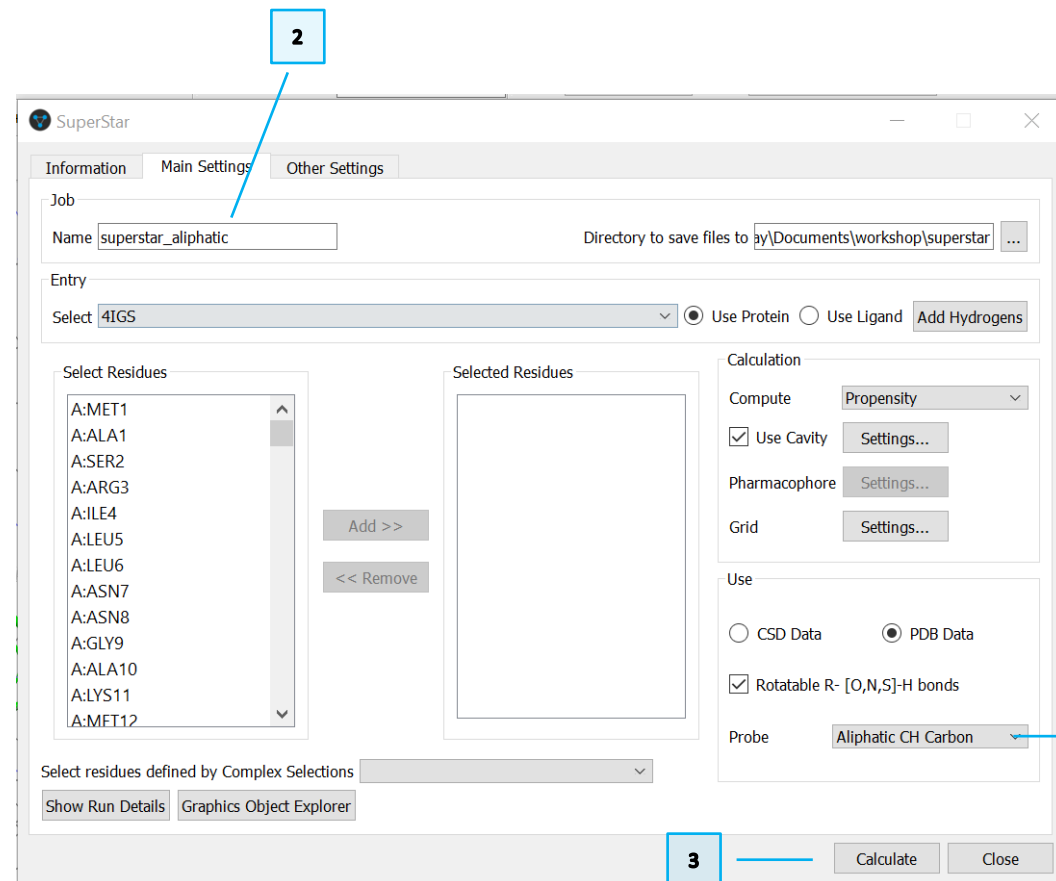 2
SuperStar
Information Main Settings Other Settings
Job
Name superstar_aliphatic Directory to save files to ay\Documents\workshop\superstar ...
Entry
Select 4IGS Use Protein Use Ligand Add Hydrogens
Select Residues
A:MET1
A:ALA1
A:SER2
A:ARG3
A:ILE4
A:LEU5
A:LEU6
A:ASN7
A:ASN8
A:GLY9
A:ALA10
A:LYS11
A:MET12
Add >>
<< Remove
Selected Residues
Calculation
Compute Propensity
Use Cavity Settings...
Pharmacophore Settings...
Grid Settings...
Use
CSD Data PDB Data
Rotatable R- [O,N,S]-H bonds
Probe Aliphatic CH Carbon
Select residues defined by Complex Selections
Show Run Details Graphics Object Explorer
3 Calculate Close